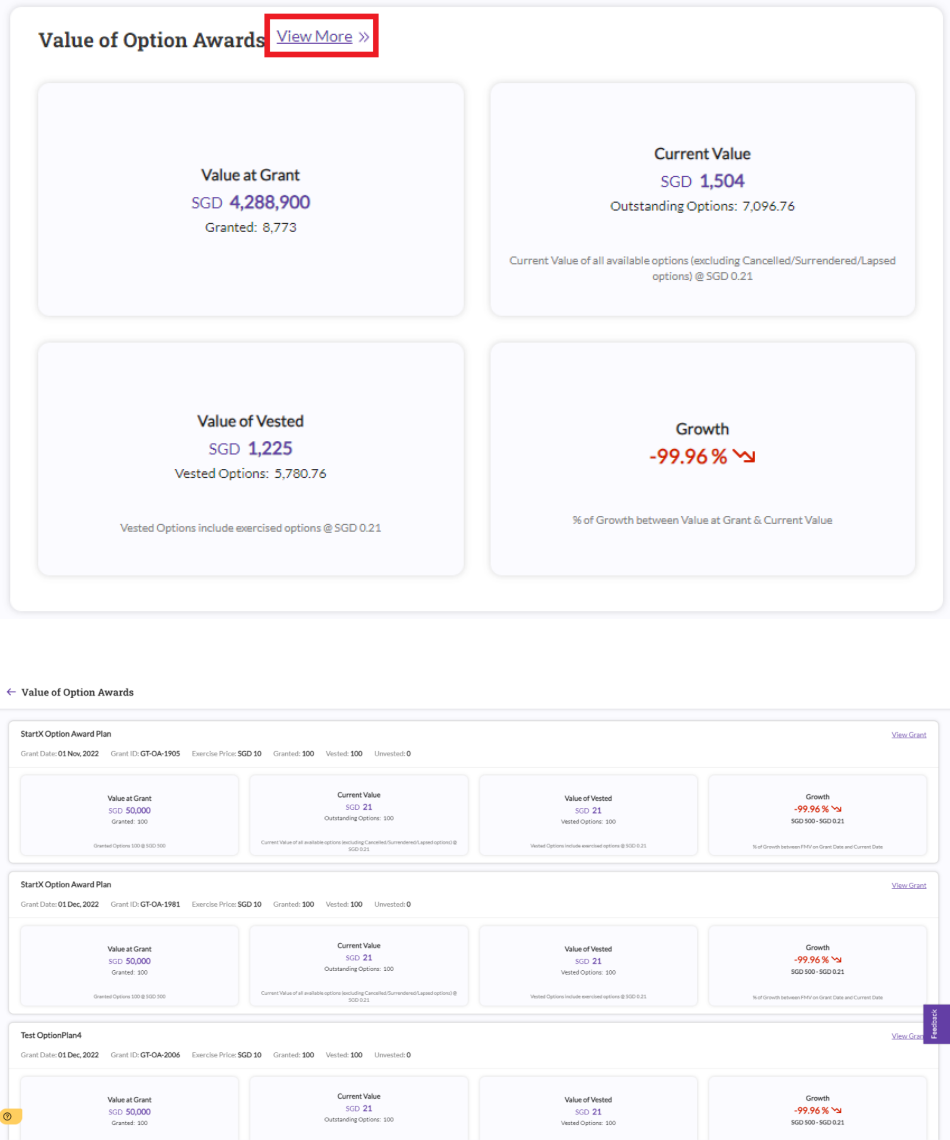 Value of Option Awards View More »
Value at Grant
SGD 4,288,900
Granted: 8,773
Current Value
SGD 1,504
Outstanding Options: 7,096.76
Current Value of all available options (excluding Cancelled/Surrendered/Lapsed
options) @ SGD 0.21
Value of Vested
SGD 1,225
Vested Options: 5,780.76
Vested Options include exercised options @ SGD 0.21
Growth
-99.96 %
% of Growth between Value at Grant & Current Value
← Value of Option Awards
StartX Option Award Plan
View Grant
Grant Date: 01 Nov, 2022 Grant ID: GT-OA-1905 Exercise Price: SGD 10 Granted: 100 Vested: 100 Unvested: 0
Value at Grant
SGD 50,000
Granted: 100
Granted Options 100 @ SGD 500
Current Value
SGD 21
Outstanding Options: 100
Current Value of all available options (excluding Cancelled/Surrendered/Lapsed options) @
SGD 0.21
Value of Vested
SGD 21
Vested Options: 100
Vested Options include exercised options @ SGD 0.21
Growth
-99.96 %
SGD 500 - SGD 0.21
% of Growth between FMV on Grant Date and Current Date
StartX Option Award Plan
View Grant
Grant Date: 01 Dec, 2022 Grant ID: GT-OA-1981 Exercise Price: SGD 10 Granted: 100 Vested: 100 Unvested: 0
Value at Grant
SGD 50,000
Granted: 100
Granted Options 100 @ SGD 500
Current Value
SGD 21
Outstanding Options: 100
Current Value of all available options (excluding Cancelled/Surrendered/Lapsed options) @
SGD 0.21
Value of Vested
SGD 21
Vested Options: 100
Vested Options include exercised options @ SGD 0.21
Growth
-99.96 %
SGD 500 - SGD 0.21
% of Growth between FMV on Grant Date and Current Date
Feedback
Test OptionPlan4
View Gran
Grant Date: 01 Dec, 2022 Grant ID: GT-OA-2006 Exercise Price: SGD 10 Granted: 100 Vested: 100 Unvested: 0
Value at Grant
SGD 50,000
Granted: 100
Current Value
SGD 21
Outstanding Options: 100
Value of Vested
SGD 21
Vested Options: 100
Growth
-99.96 %
SGD 500 - SGD 0.21